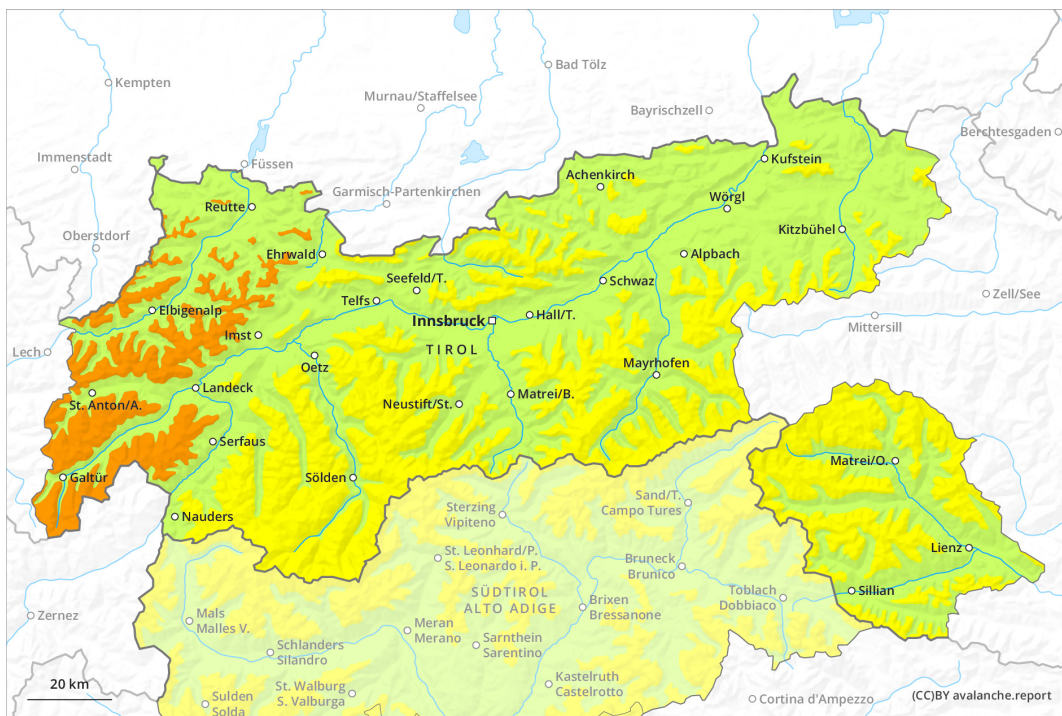 Kempten
Bad Tölz
Murnau/Staffelsee
Bayrischzell
Berchtesgaden
Immenstadt
Füssen
Kufstein
Achenkirch
Garmisch-Partenkirchen
Reutte
Wörgl
Oberstdorf
Kitzbühel
Ehrwald
Alpbach
Seefeld/T.
Schwaz
Telfs
Zell/See
Elbigenalp
Innsbruck
Hall/T.
Mittersill
Imst
Lech
TIROL
Oetz
Mayrhofen
Landeck
Matrei/B.
St. Anton/A.
Neustift/St.
Serfaus
Matrei/O.
Galtür
Sölden
Sand/T.
Campo Tures
Sterzing
Vipiteno
Nauders
Lienz
St. Leonhard/P.
S. Leonardo i. P.
Bruneck
Brunico
Sillian
SÜDTIROL
ALTO ADIGE
Toblach
Dobbiaco
Zernez
Mals
Malles V.
Brixen
Bressanone
Meran
Merano
Schlanders
Silandro
Sarnthein
Sarentino
20 km
St. Walburg
S. Valburga
Kastelruth
Castelrotto
Sulden
Solda
Cortina d'Ampezzo
(CC)BY avalanche.report